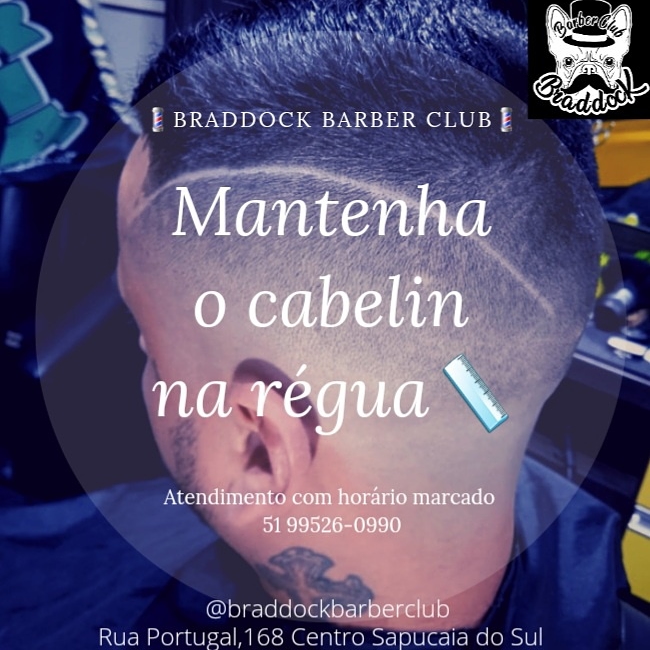 Barber Club
Braddock
💈BRADDOCK BARBER CLUB💈
Mantenha
o cabelin
na régua 📏
Atendimento com horário marcado
51 99526-0990
@braddockbarberclub
Rua Portugal,168 Centro Sapucaia do Sul